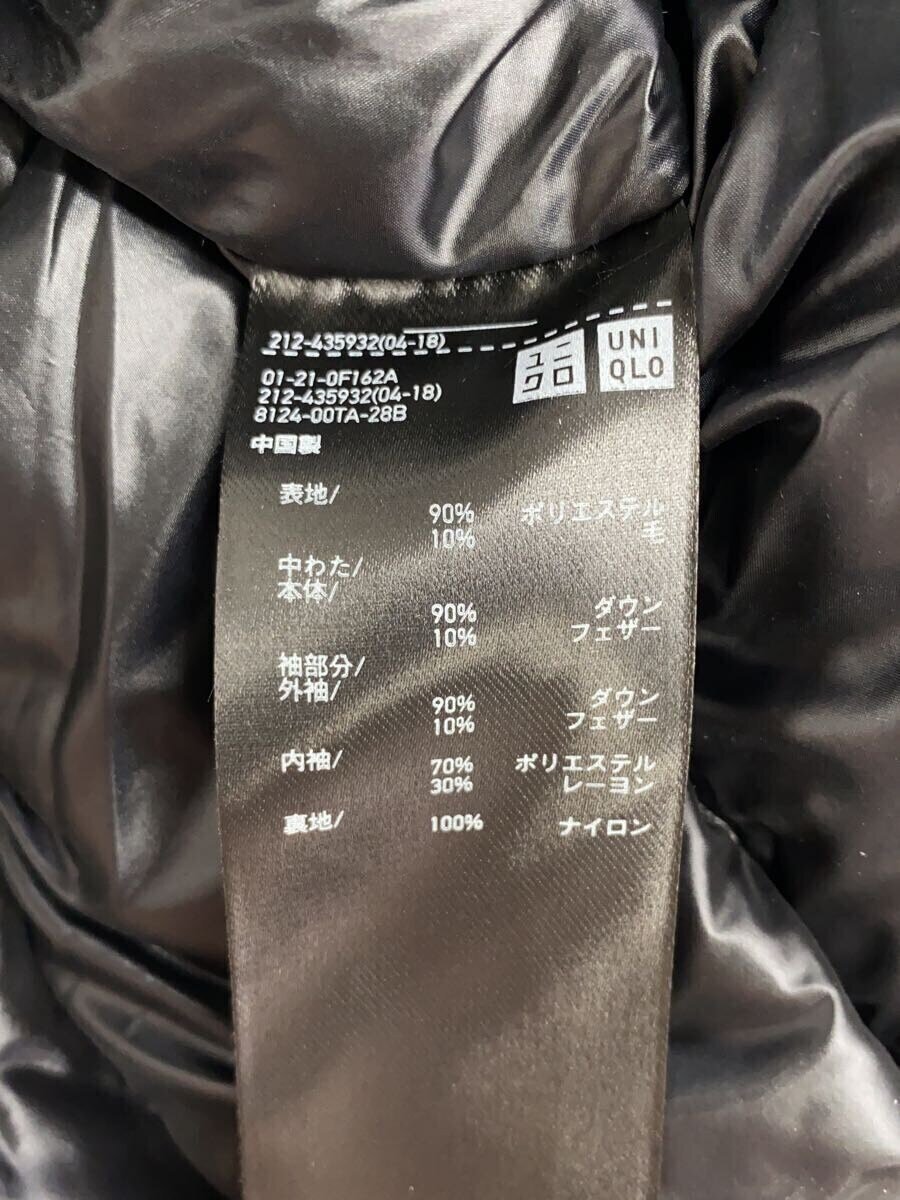 212-435932(04-18)
ユニ
クロ
UNI
QLO
01-21-0F162A
212-435932(04-18)
8124-00TA-28B
中国製
表地/
90% ポリエステル
10% 毛
中わた/
本体/
90% ダウン
10% フェザー
袖部分/
外袖/
90% ダウン
10% フェザー
内袖/ 70% ポリエステル
30% レーヨン
裏地/ 100% ナイロン